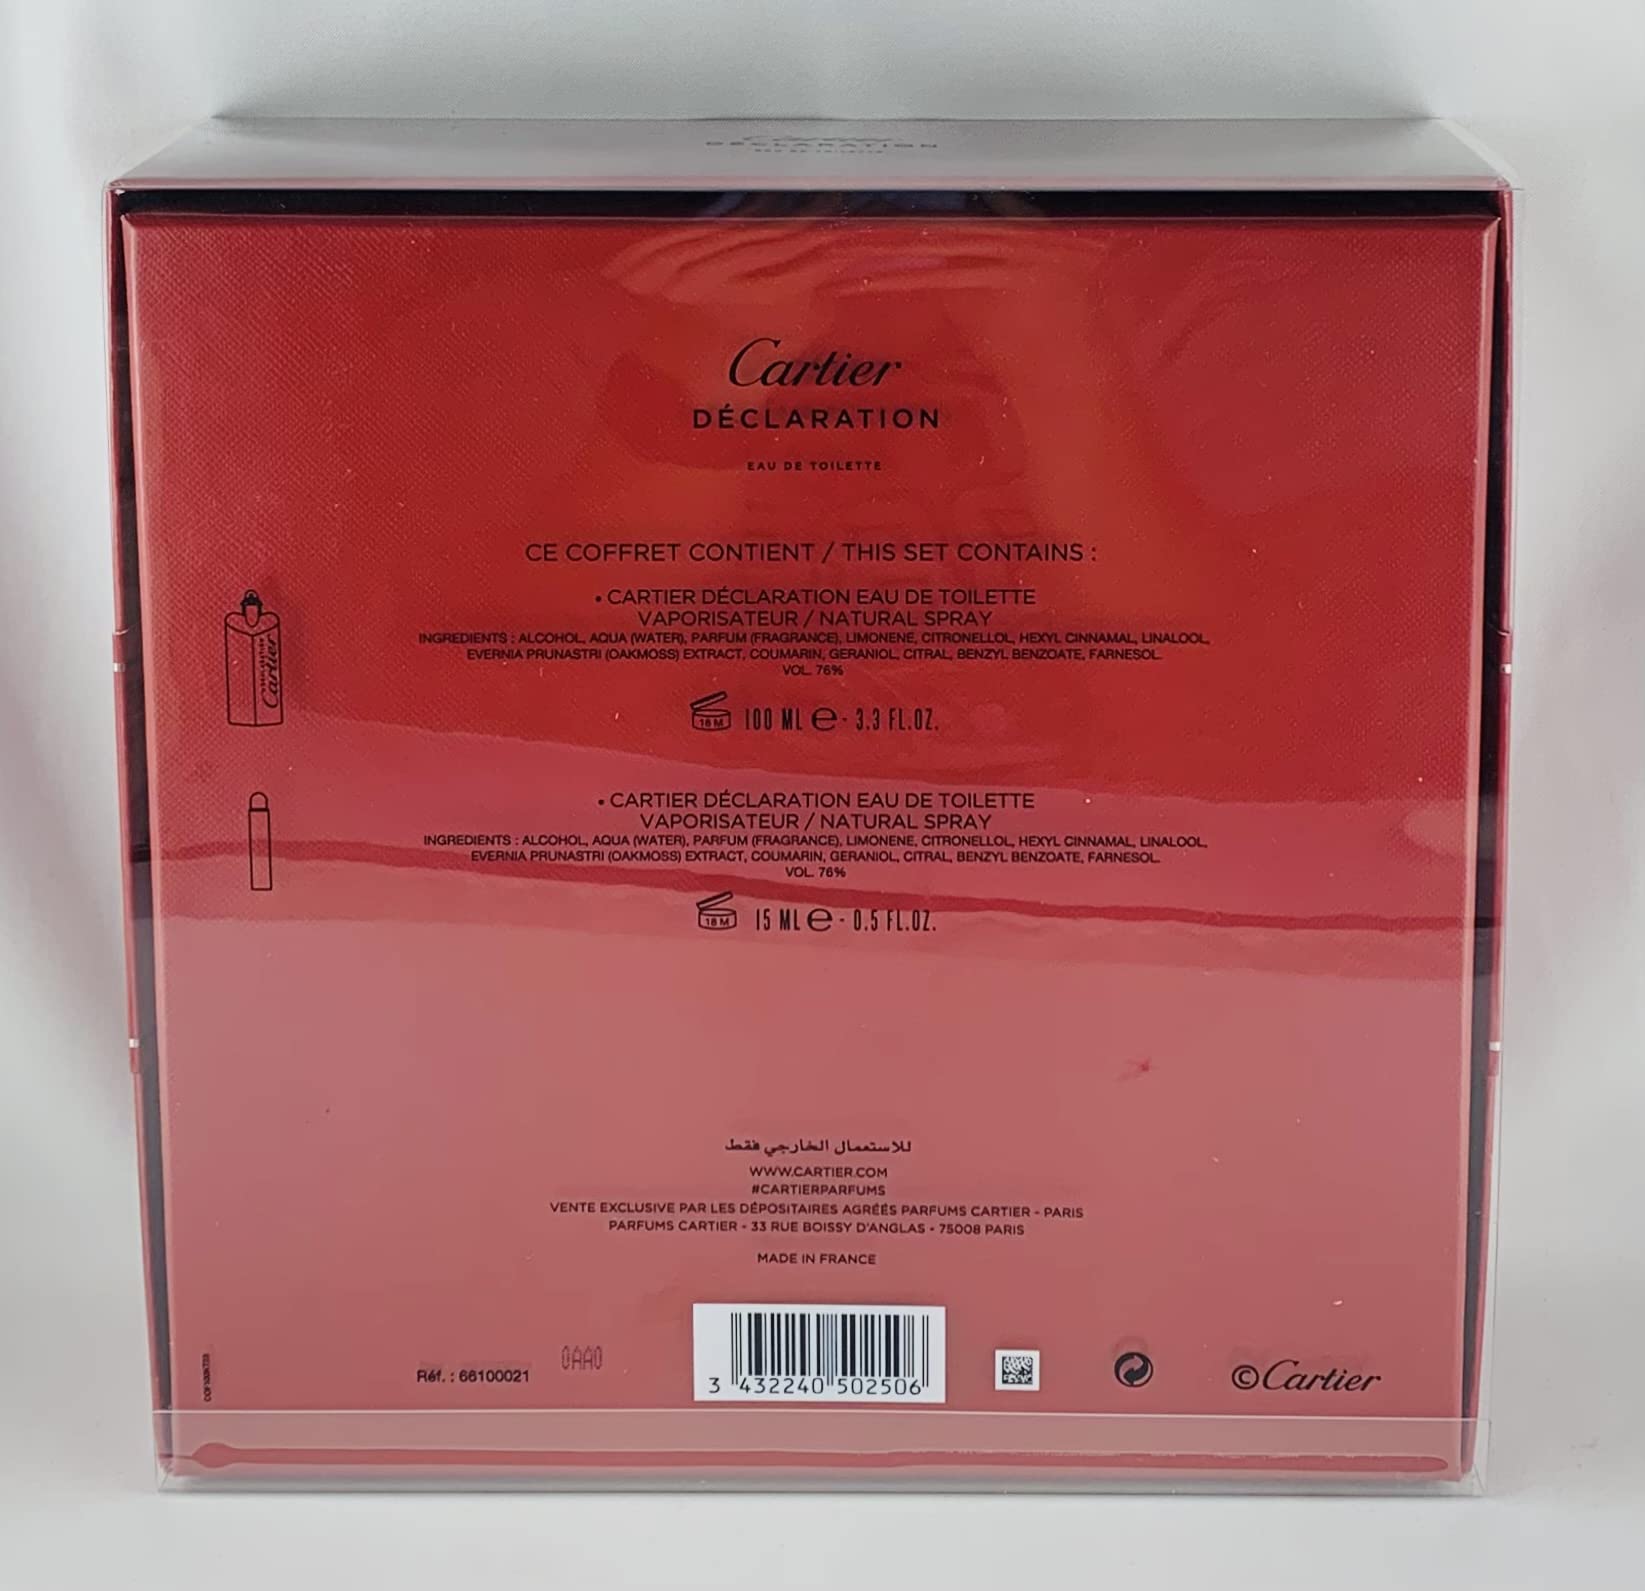 Cartier
DÉCLARATION
EAU DE TOILETTE
Cartier
DÉCLARATION
EAU DE TOILETTE
CE COFFRET CONTIENT / THIS SET CONTAINS :
• CARTIER DÉCLARATION EAU DE TOILETTE
VAPORISATEUR / NATURAL SPRAY
INGREDIENTS : ALCOHOL, AQUA (WATER), PARFUM (FRAGRANCE), LIMONENE, CITRONELLOL, HEXYL CINNAMAL, LINALOOL,
EVERNIA PRUNASTRI (OAKMOSS) EXTRACT, COUMARIN, GERANIOL, CITRAL, BENZYL BENZOATE, FARNESOL.
VOL. 76%
Cartier
18 M 100 ML e - 3.3 FL.OZ.
• CARTIER DÉCLARATION EAU DE TOILETTE
VAPORISATEUR / NATURAL SPRAY
INGREDIENTS : ALCOHOL, AQUA (WATER), PARFUM (FRAGRANCE), LIMONENE, CITRONELLOL, HEXYL CINNAMAL, LINALOOL,
EVERNIA PRUNASTRI (OAKMOSS) EXTRACT, COUMARIN, GERANIOL, CITRAL, BENZYL BENZOATE, FARNESOL.
VOL. 76%
18 M 15 ML e - 0.5 FL.OZ.
للاستعمال الخارجي فقط
WWW.CARTIER.COM
#CARTIERPARFUMS
VENTE EXCLUSIVE PAR LES DÉPOSITAIRES AGRÉÉS PARFUMS CARTIER - PARIS
PARFUMS CARTIER - 33 RUE BOISSY D'ANGLAS - 75008 PARIS
MADE IN FRANCE
Réf. : 66100021
0AA0
3 432240 502506
©Cartier